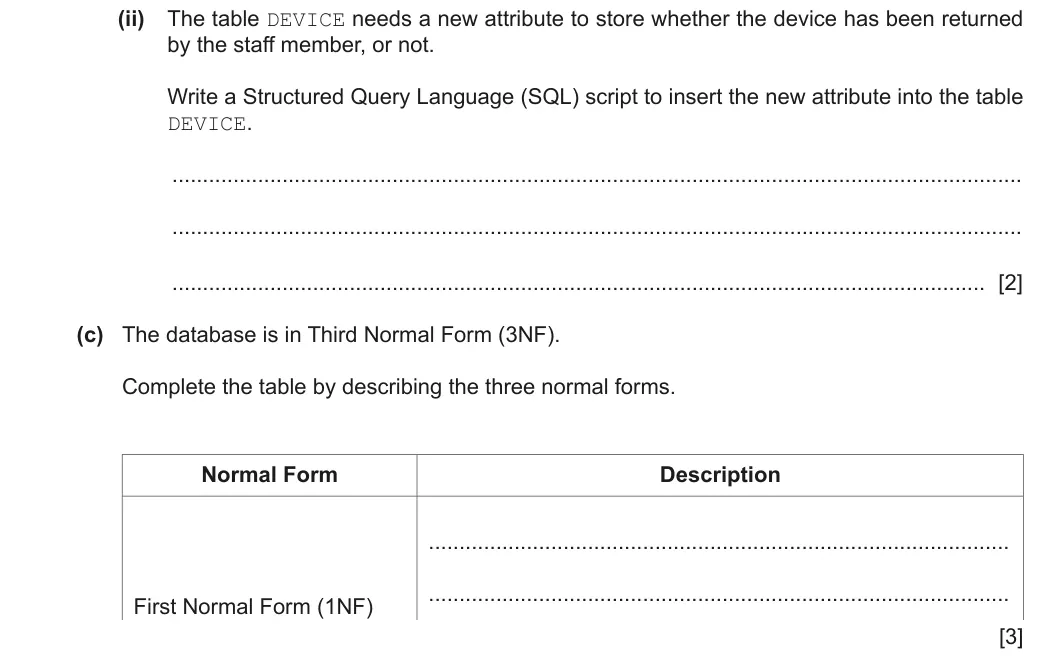 (ii) The table DEVICE needs a new attribute to store whether the device has been returned
by the staff member, or not.
Write a Structured Query Language (SQL) script to insert the new attribute into the table
DEVICE.
[2]
(c) The database is in Third Normal Form (3NF).
Complete the table by describing the three normal forms.
Normal Form Description
First Normal Form (1NF)
[3]